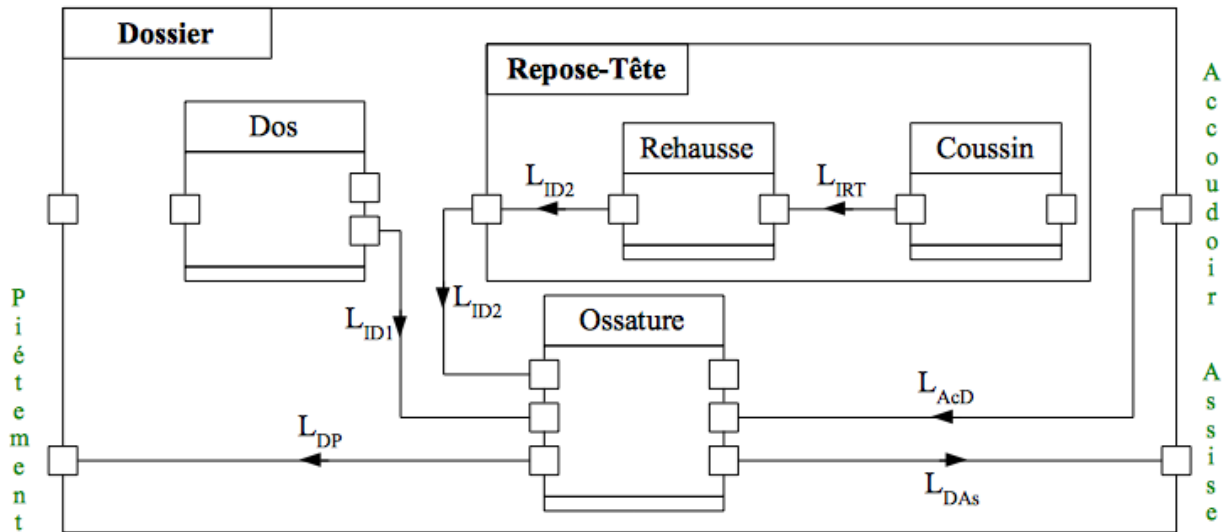 Dossier
Repose-Tête
Dos
Rehausse
Coussin
L_ID2
L_IRT
L_ID1
L_ID2
Ossature
L_AcD
L_DP
L_DAs
Piétement
Accoudoir
Assise